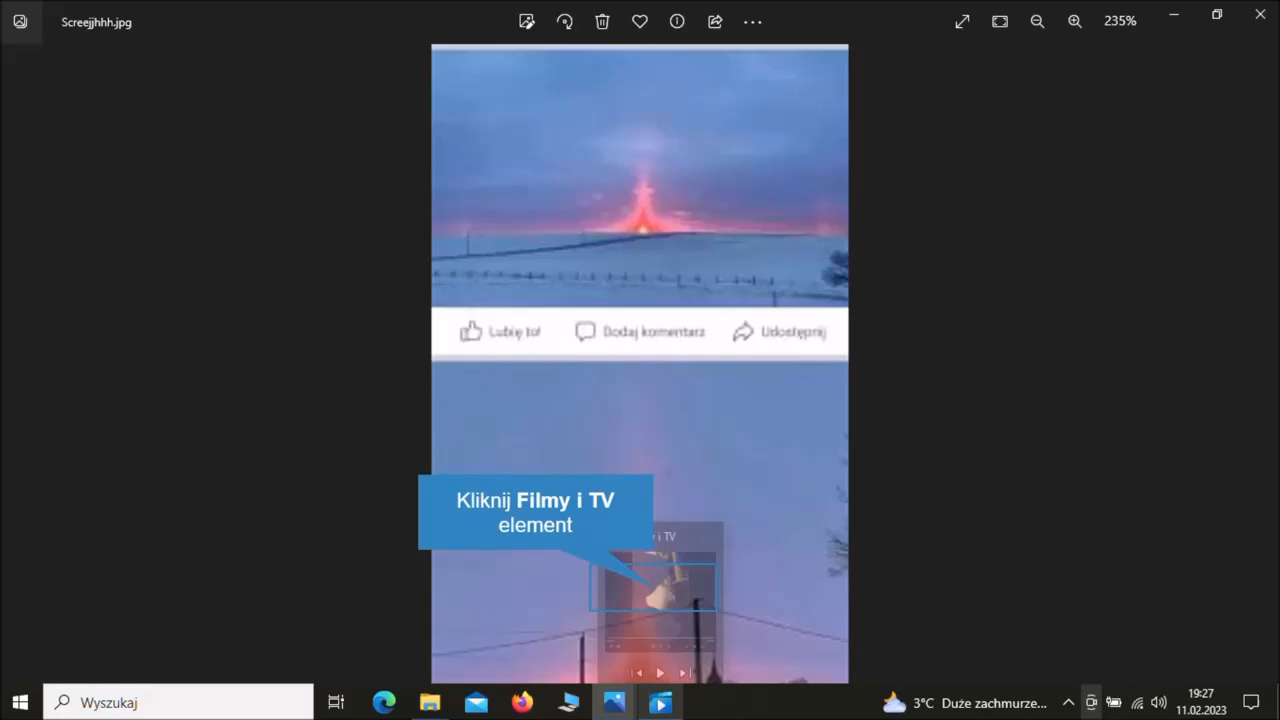 Screejjhhh.jpg
235%
Lubię to!
Dodaj komentarz
Udostępnij
Kliknij Filmy i TV
element
i TV
Wyszukaj
3°C Duże zachmurze...
19:27
11.02.2023